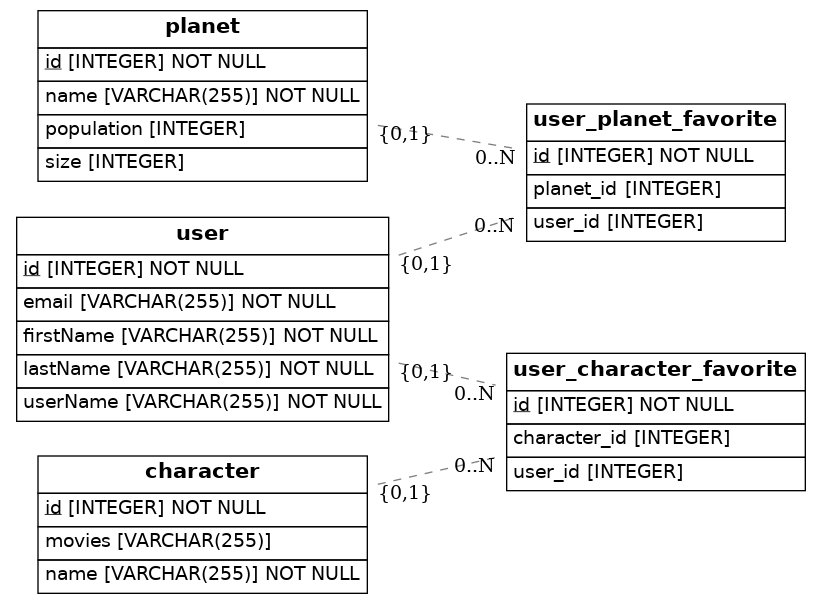 planet
id [INTEGER] NOT NULL
name [VARCHAR(255)] NOT NULL
population [INTEGER]
size [INTEGER]
{0,1}
0..N
user_planet_favorite
id [INTEGER] NOT NULL
planet_id [INTEGER]
user_id [INTEGER]
user
id [INTEGER] NOT NULL
email [VARCHAR(255)] NOT NULL
firstName [VARCHAR(255)] NOT NULL
lastName [VARCHAR(255)] NOT NULL
userName [VARCHAR(255)] NOT NULL
0..N
{0,1}
{0,1}
0..N
user_character_favorite
id [INTEGER] NOT NULL
character_id [INTEGER]
user_id [INTEGER]
character
id [INTEGER] NOT NULL
movies [VARCHAR(255)]
name [VARCHAR(255)] NOT NULL
0..N
{0,1}